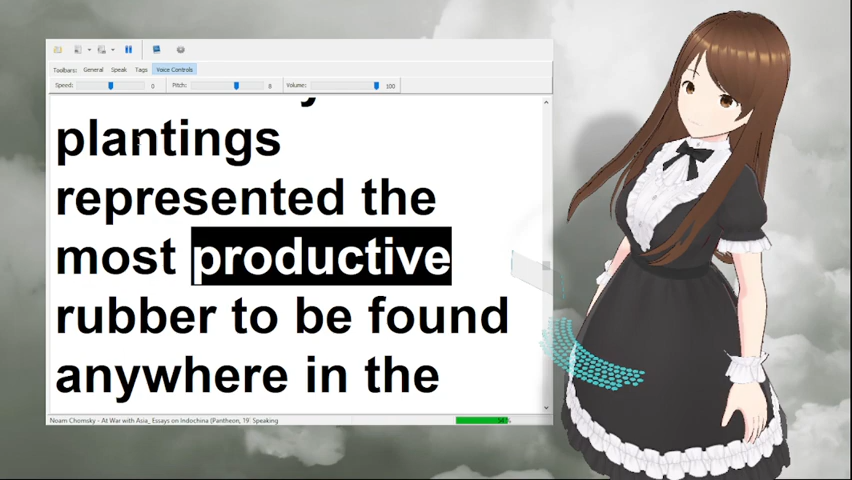 Toolbars: General Speak Tags Voice Controls
Speed: 0 Pitch: 8 Volume: 100
plantings
represented the
most productive
rubber to be found
anywhere in the
Noam Chomsky - At War with Asia_ Essays on Indochina (Pantheon, 19 Speaking 54%